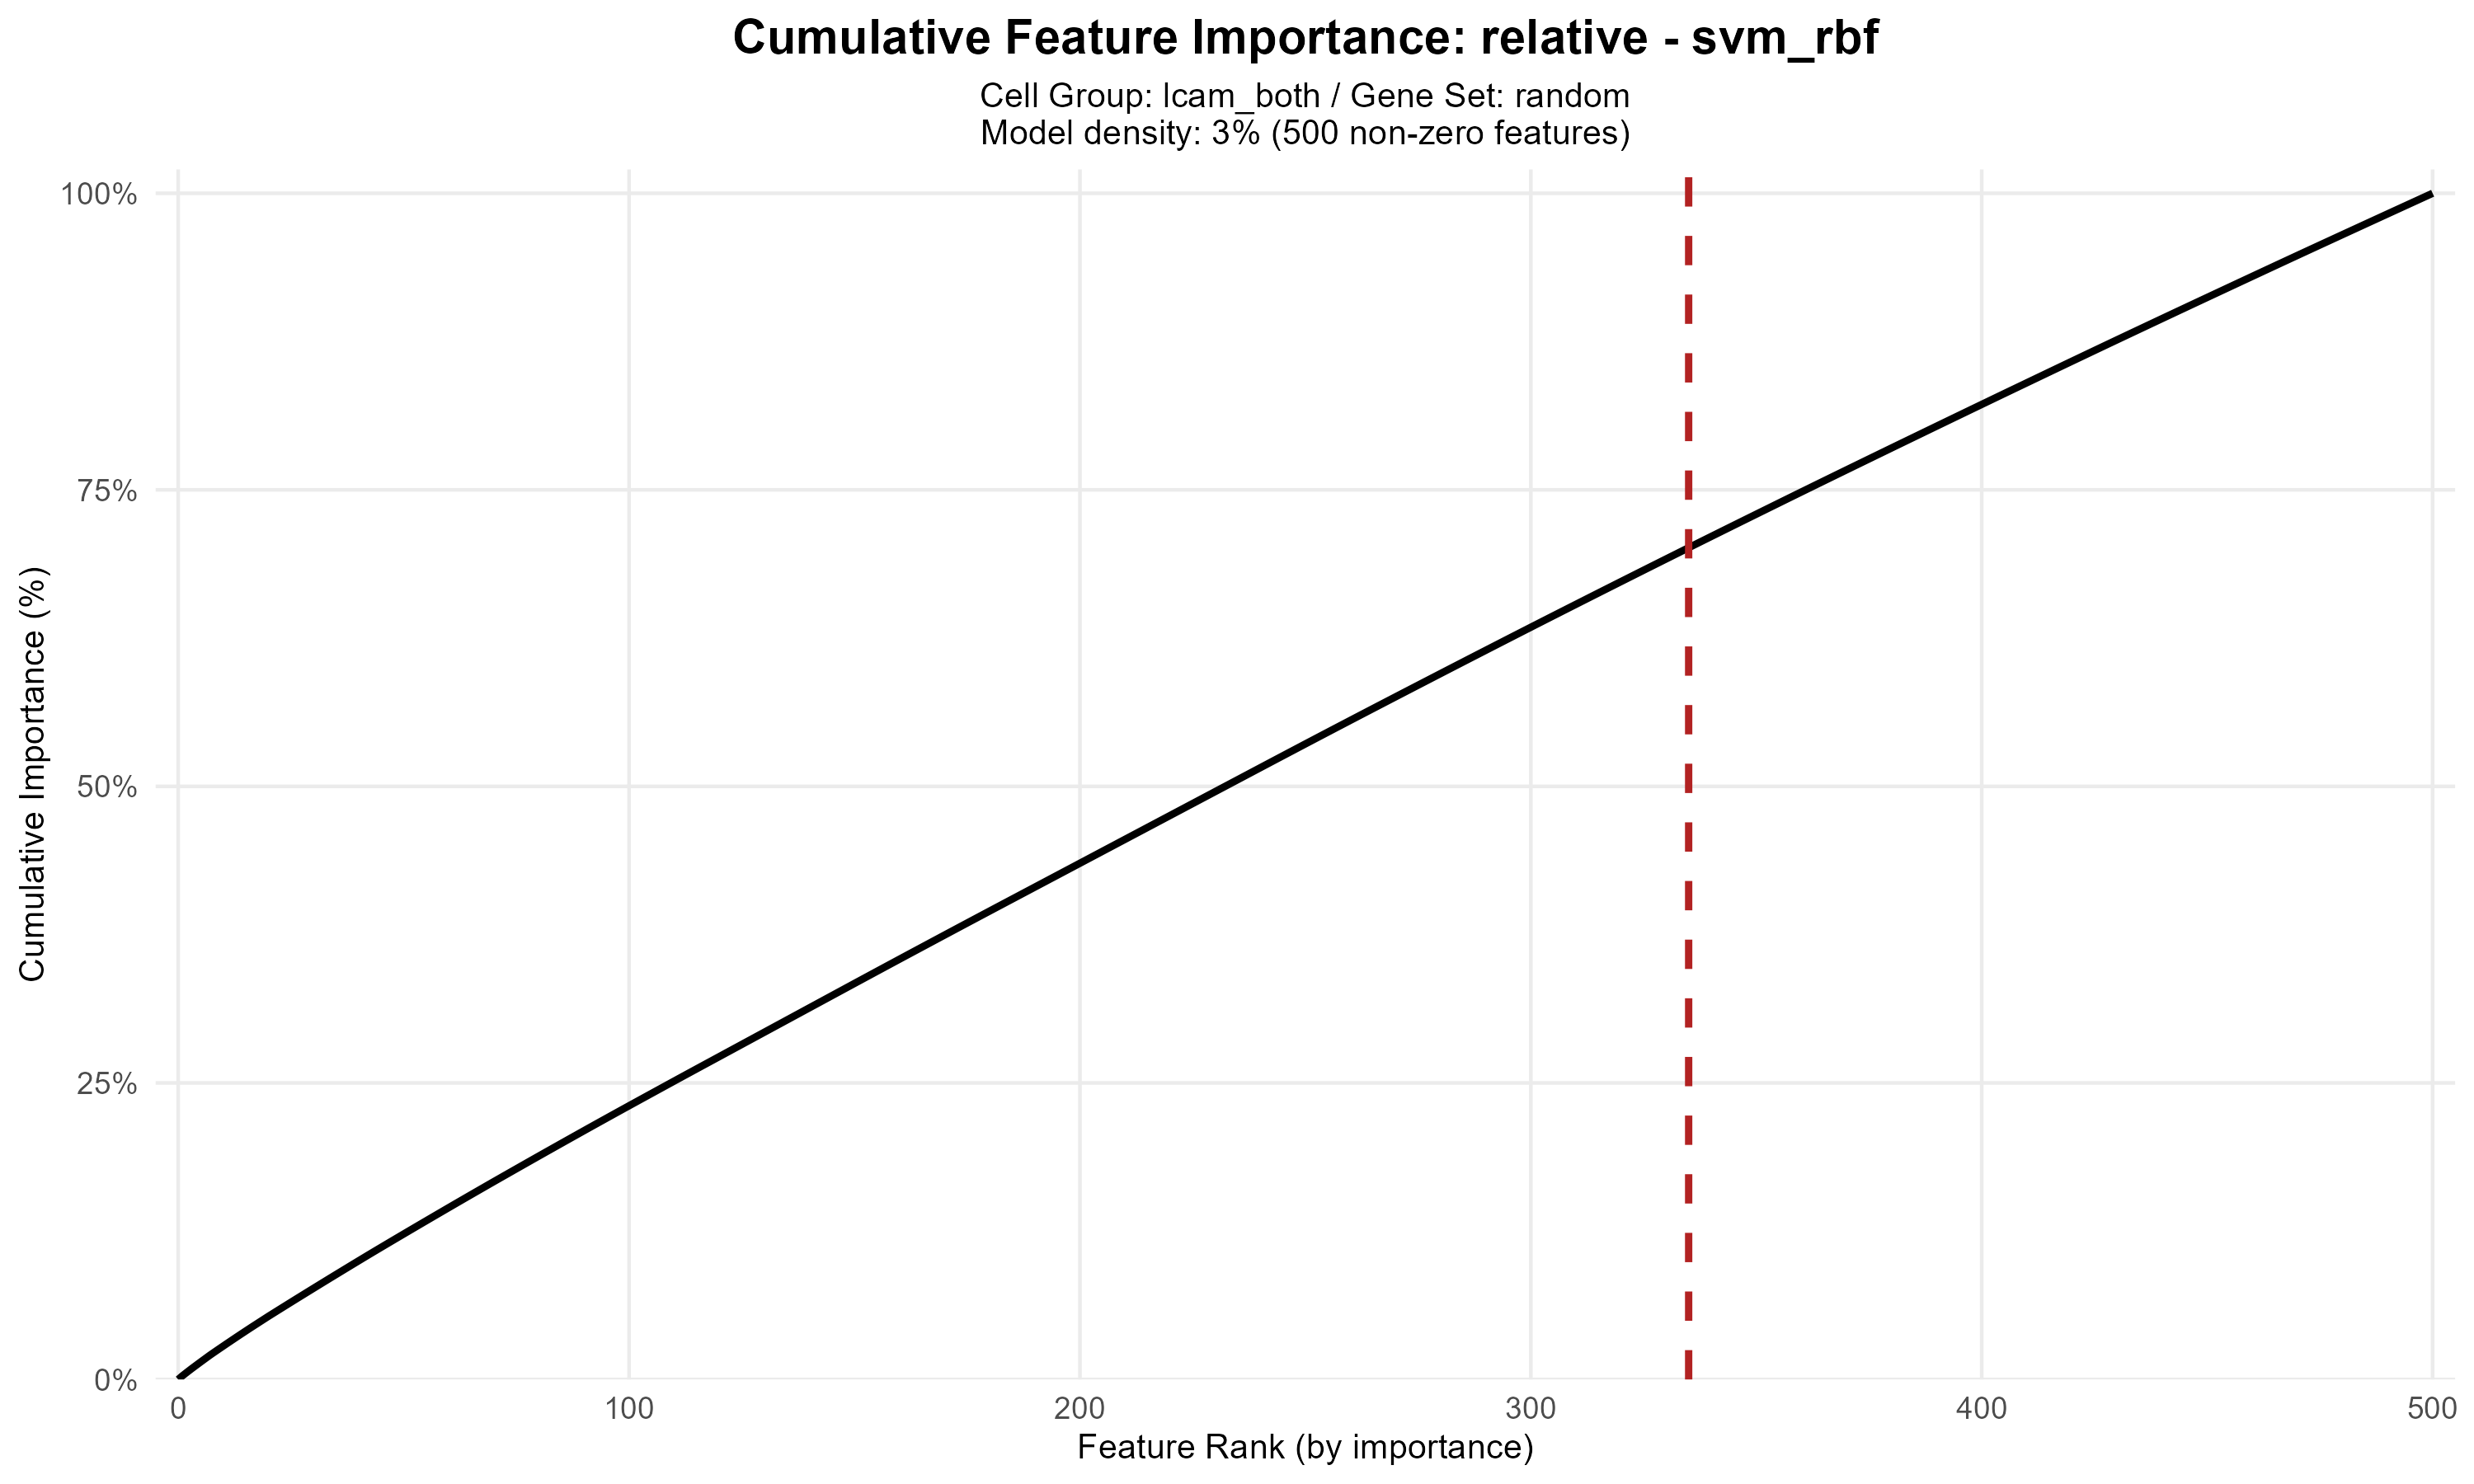 Cumulative Feature Importance: relative - svm_rbf
Cell Group: Icam_both / Gene Set: random
Model density: 3% (500 non-zero features)
100%
75%
50%
25%
0%
Cumulative Importance (%)
0 100 200 300 400 500
Feature Rank (by importance)